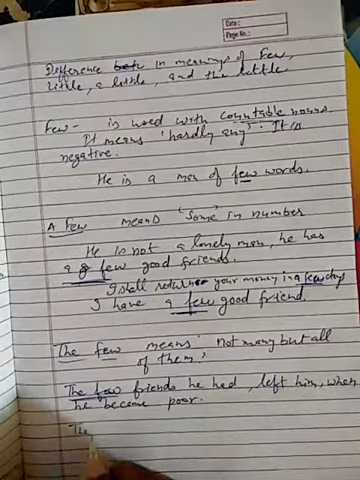 Date:
Page No.:
Difference in meanings of Few,
little, a little, and the little.
Few - is used with countable nouns
It means 'hardly any'. It is
negative.
He is a man of few words.
A Few means 'Some' in number
He is not a lonely man, he has
a few good friends.
I shall return your money in a few days
I have a few good friend.
The few means 'not many but all
of them'
The few friends he had, left him, when
he became poor.
The